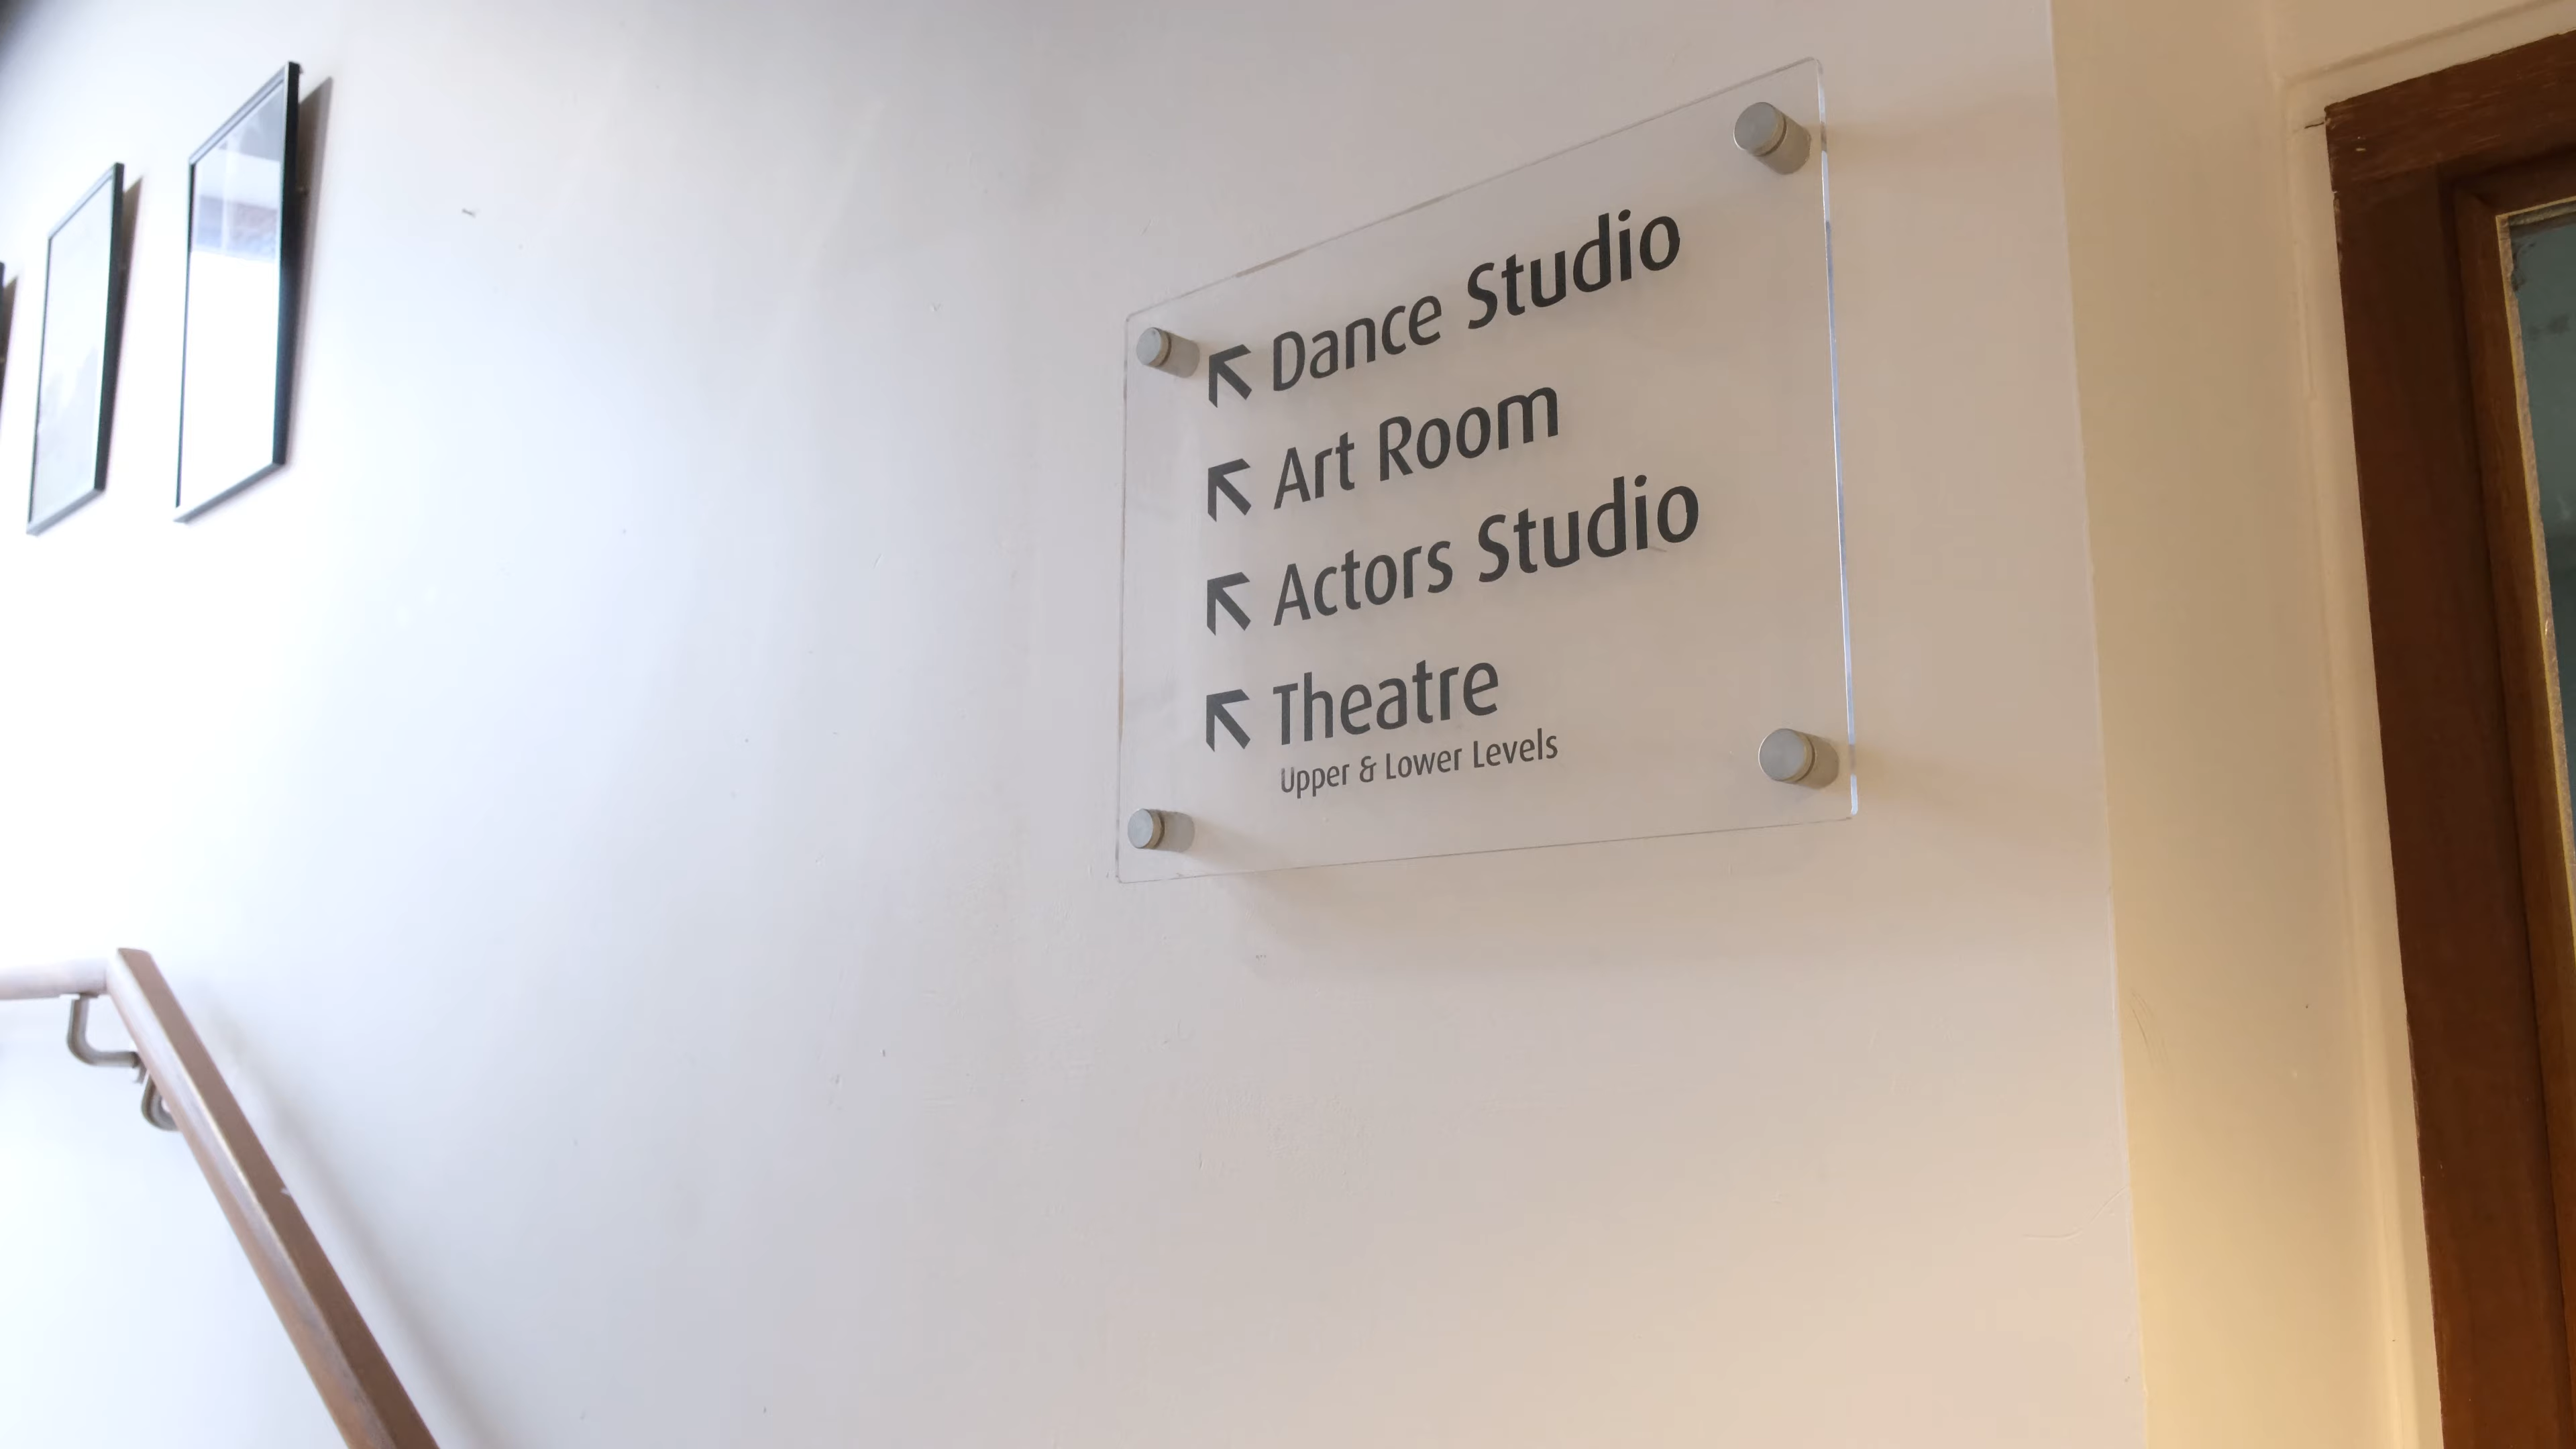 Dance Studio
Art Room
Actors Studio
Theatre
Upper & Lower Levels